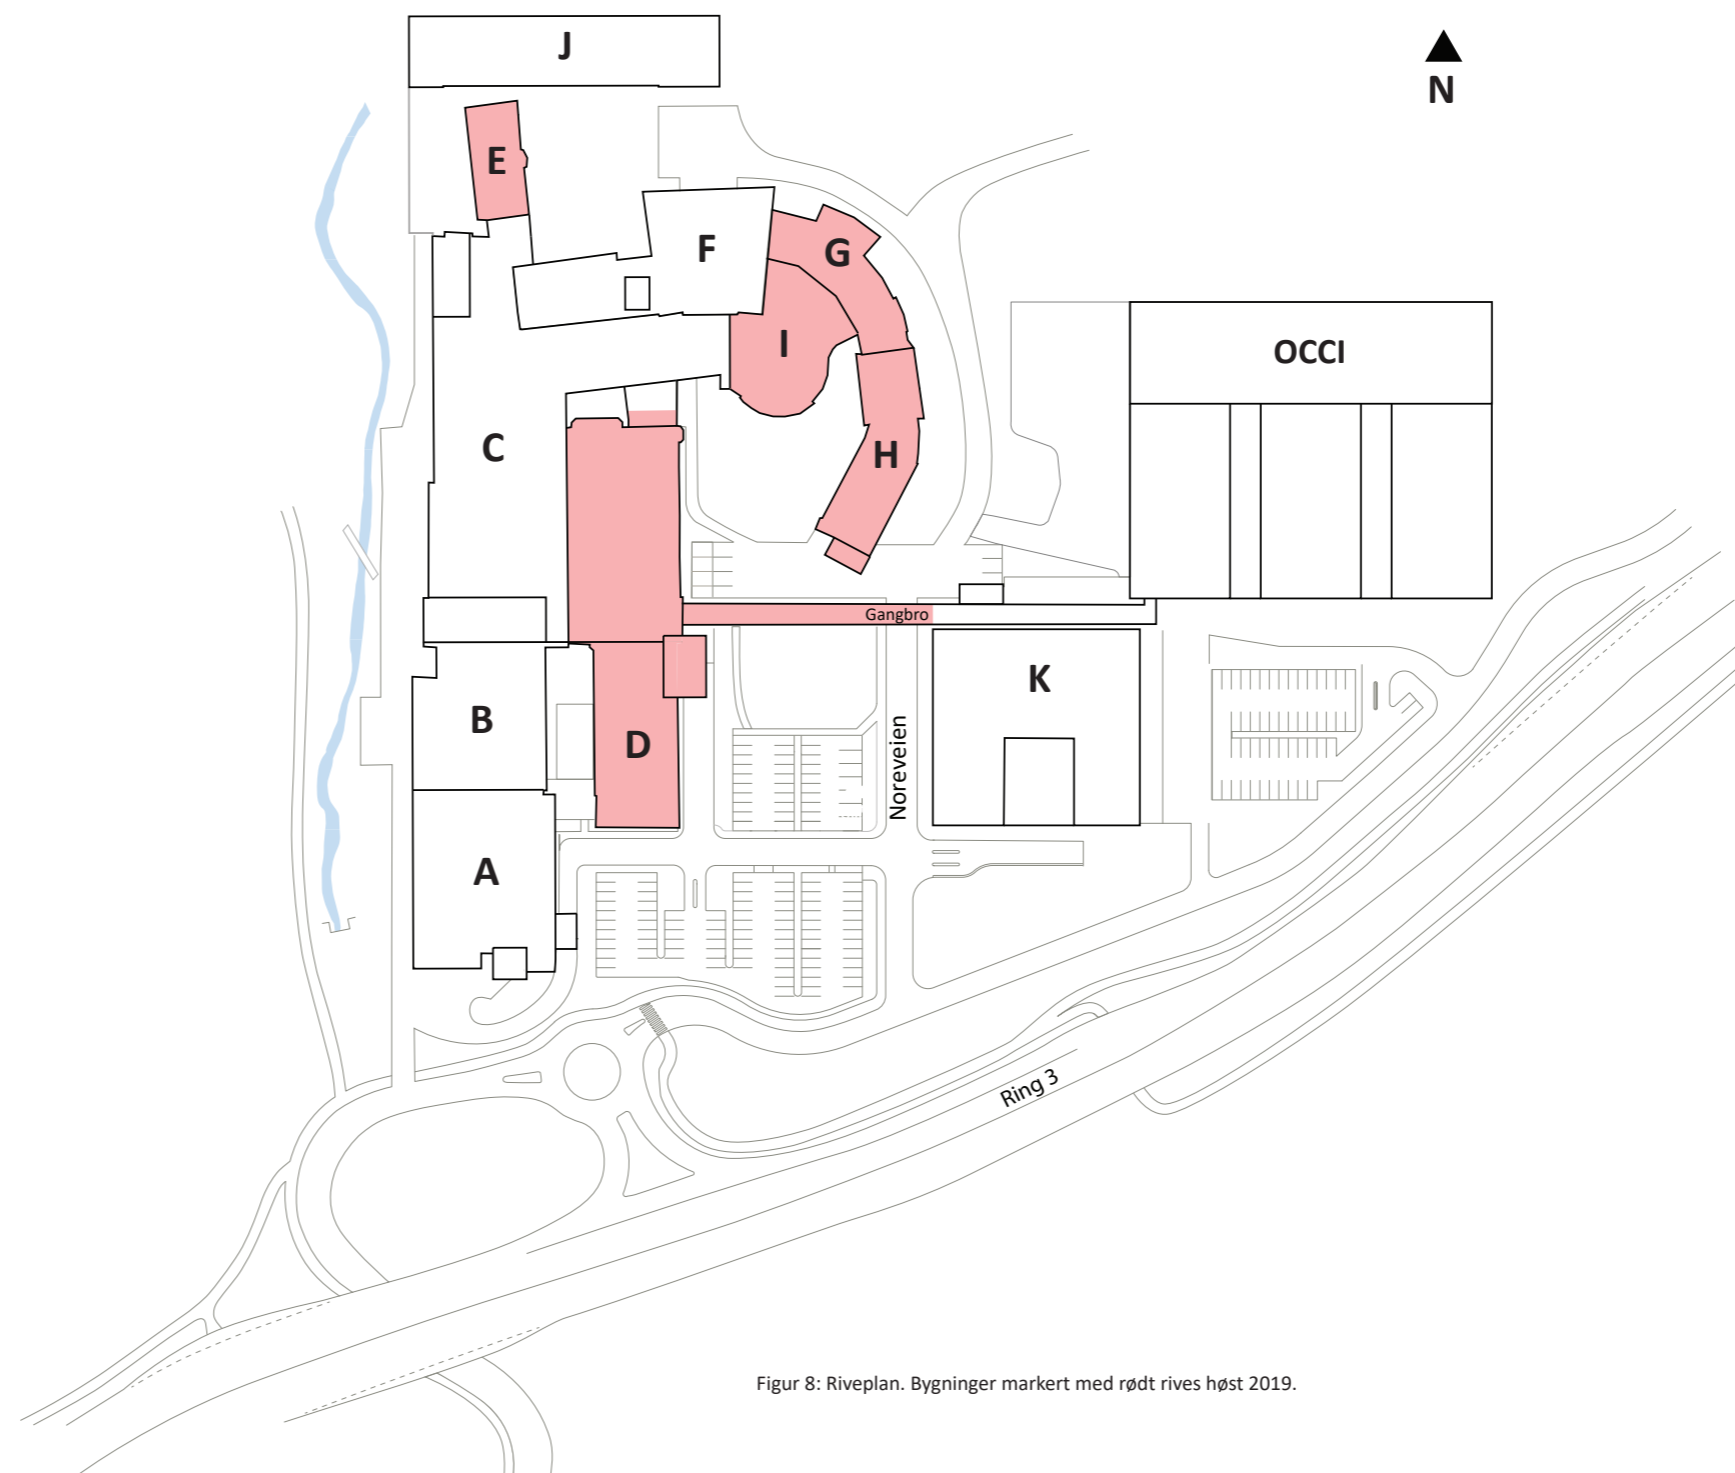 J
N
E
F
G
I
OCCI
C
H
Gangbro
K
B
D
Noreveien
A
Ring 3
Figur 8: Riveplan. Bygninger markert med rødt rives høst 2019.